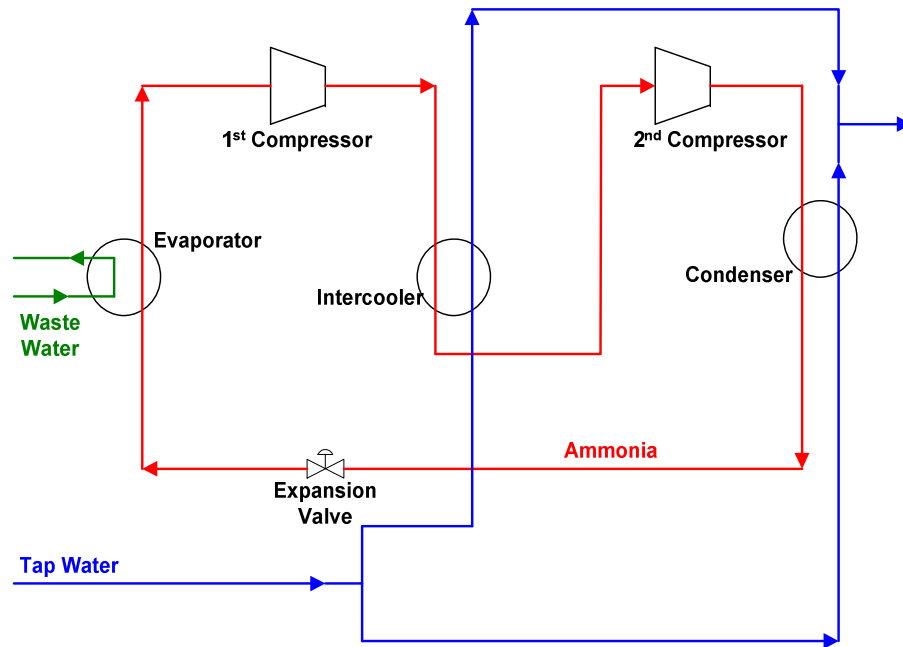 1st Compressor
2nd Compressor
Evaporator
Intercooler
Condenser
Waste
Water
Ammonia
Expansion
Valve
Tap Water